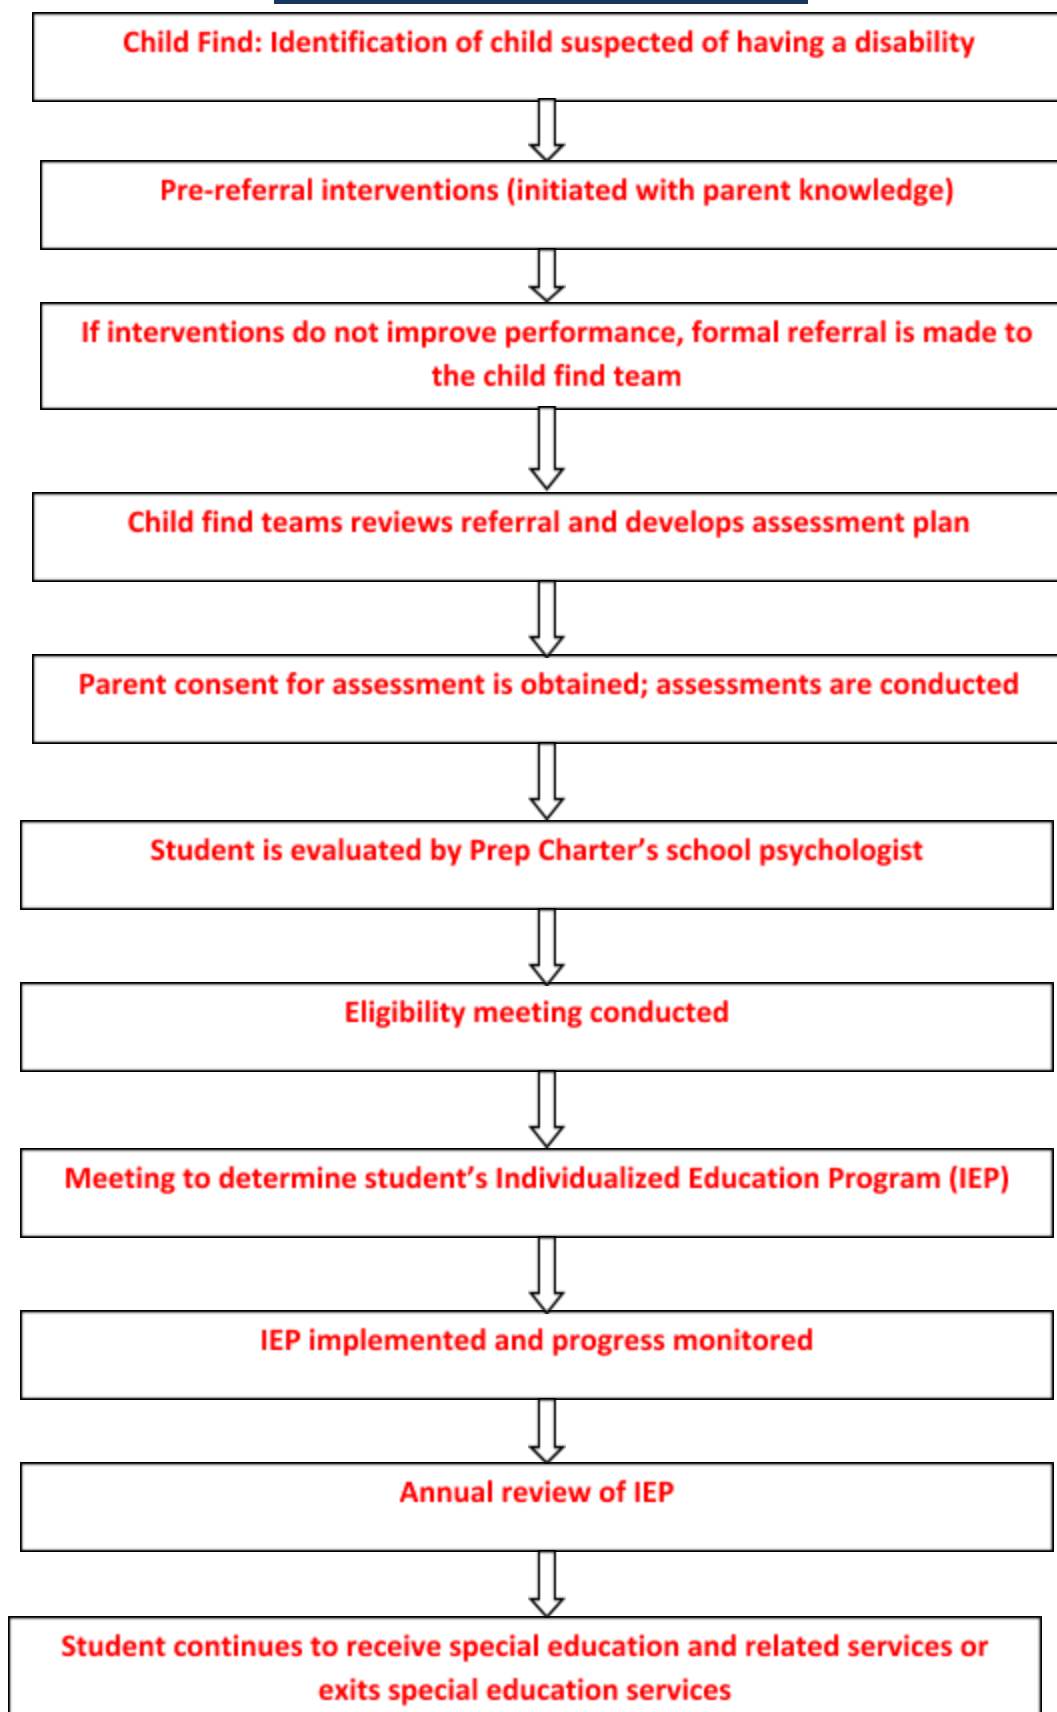 Child Find: Identification of child suspected of having a disability
Pre-referral interventions (initiated with parent knowledge)
If interventions do not improve performance, formal referral is made to
the child find team
Child find teams reviews referral and develops assessment plan
Parent consent for assessment is obtained; assessments are conducted
Student is evaluated by Prep Charter’s school psychologist
Eligibility meeting conducted
Meeting to determine student’s Individualized Education Program (IEP)
IEP implemented and progress monitored
Annual review of IEP
Student continues to receive special education and related services or
exits special education services